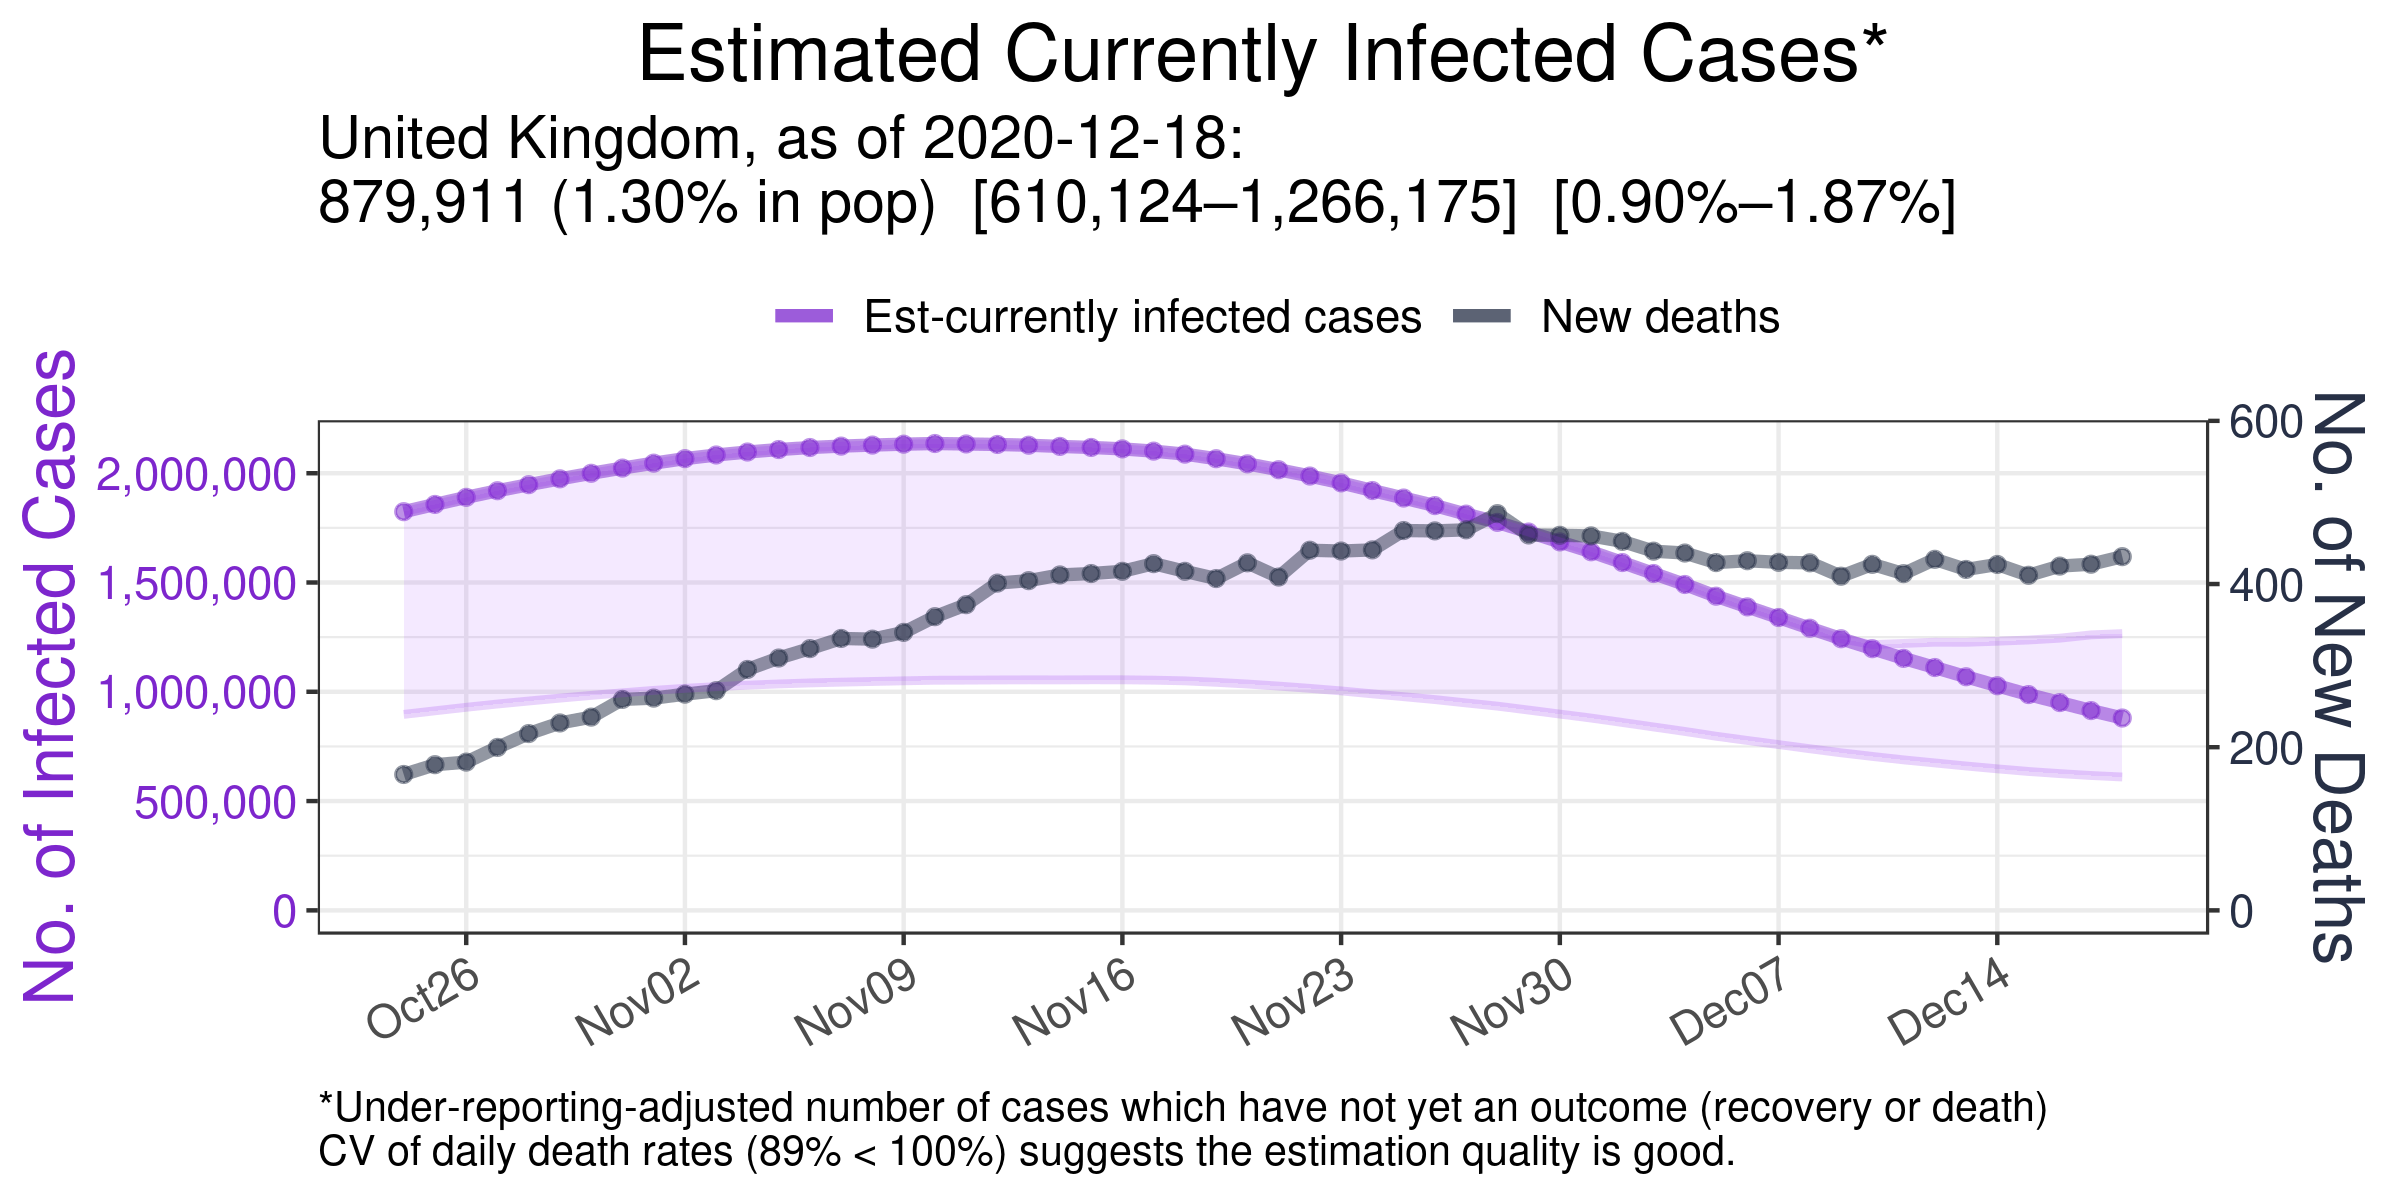 Estimated Currently Infected Cases*
United Kingdom, as of 2020-12-18:
879,911 (1.30% in pop)  [610,124–1,266,175]  [0.90%–1.87%]
Est-currently infected cases
New deaths
No. of Infected Cases
2,000,000
1,500,000
1,000,000
500,000
0
600
400
200
0
No. of New Deaths
Oct26
Nov02
Nov09
Nov16
Nov23
Nov30
Dec07
Dec14
*Under-reporting-adjusted number of cases which have not yet an outcome (recovery or death)
CV of daily death rates (89% < 100%) suggests the estimation quality is good.